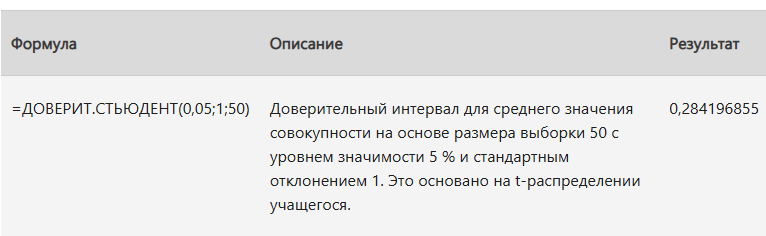 Формула Описание Результат
=ДОВЕРИТ.СТЬЮДЕНТ(0,05;1;50) Доверительный интервал для среднего значения 0,284196855
совокупности на основе размера выборки 50 с
уровнем значимости 5 % и стандартным
отклонением 1. Это основано на t-распределении
учащегося.